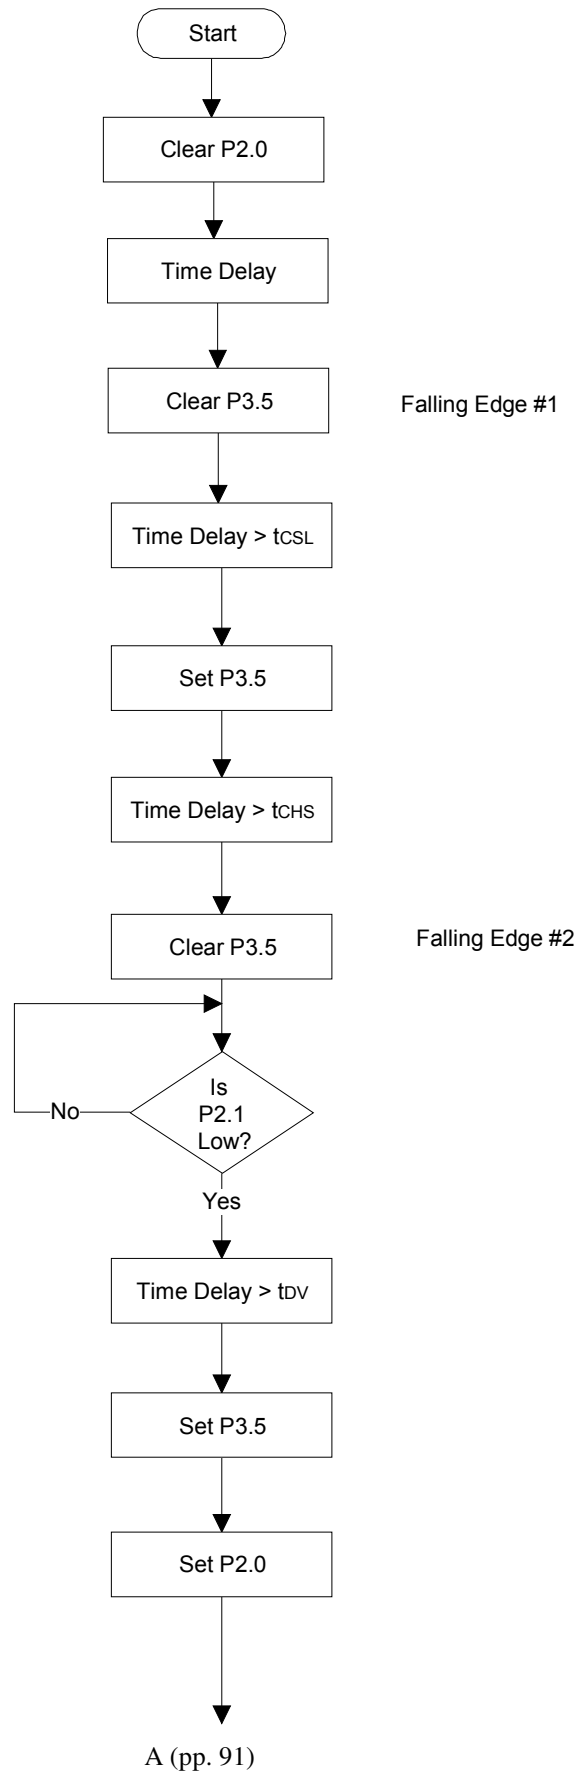 Start
Clear P2.0
Time Delay
Clear P3.5
Falling Edge #1
Time Delay > tCSL
Set P3.5
Time Delay > tCHS
Clear P3.5
Falling Edge #2
Is
P2.1
Low?
No
Yes
Time Delay > tDV
Set P3.5
Set P2.0
A (pp. 91)